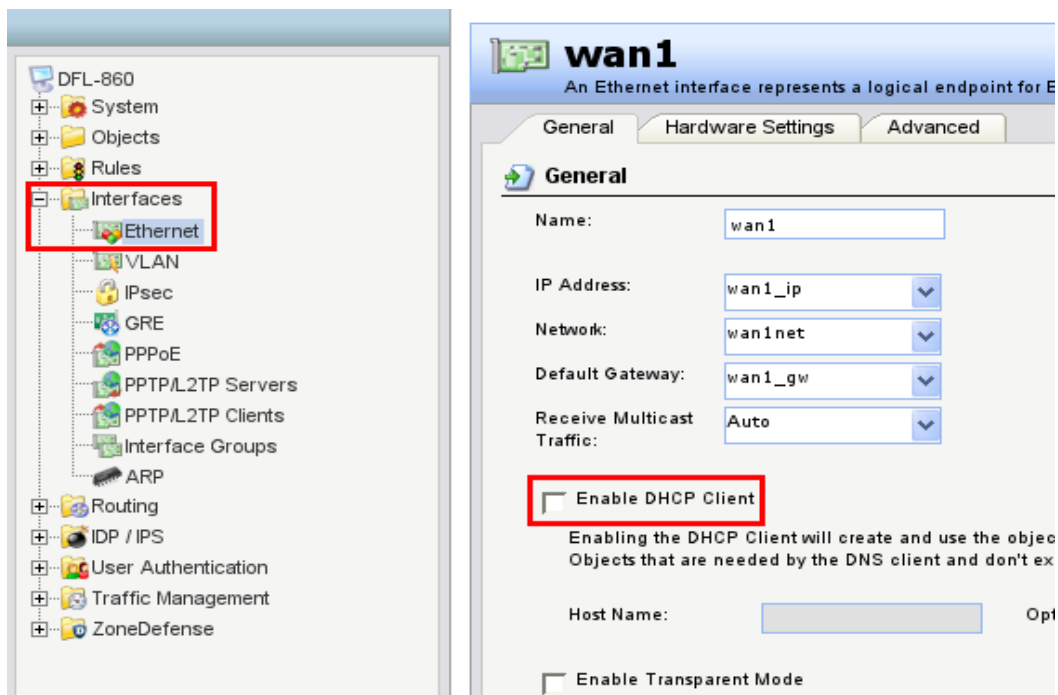 DFL-860
System
Objects
Rules
Interfaces
Ethernet
VLAN
IPsec
GRE
PPPoE
PPTP/L2TP Servers
PPTP/L2TP Clients
Interface Groups
ARP
Routing
IDP / IPS
User Authentication
Traffic Management
ZoneDefense
wan1
An Ethernet interface represents a logical endpoint for E
General Hardware Settings Advanced
General
Name: wan1
IP Address: wan1_ip
Network: wan1net
Default Gateway: wan1_gw
Receive Multicast Auto
Traffic:
Enable DHCP Client
Enabling the DHCP Client will create and use the objec
Objects that are needed by the DNS client and don't ex
Host Name: Opt
Enable Transparent Mode